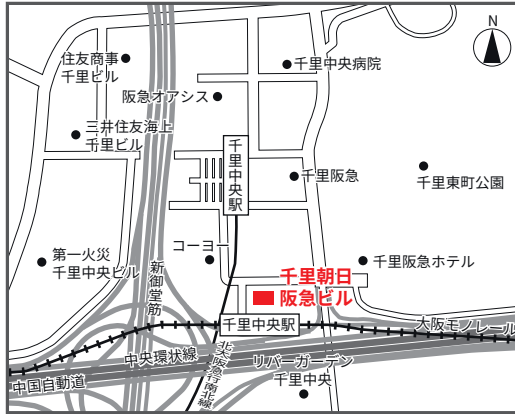 N
住友商事
千里ビル
千里中央病院
阪急オアシス
三井住友海上
千里ビル
千里中央駅
千里阪急
千里東町公園
第一火災
千里中央ビル
新御堂筋
コーヨー
千里阪急ホテル
千里朝日
阪急ビル
千里中央駅
大阪モノレール
中央環状線
中国自動道
北大阪急行南北線
リバーガーデン
千里中央